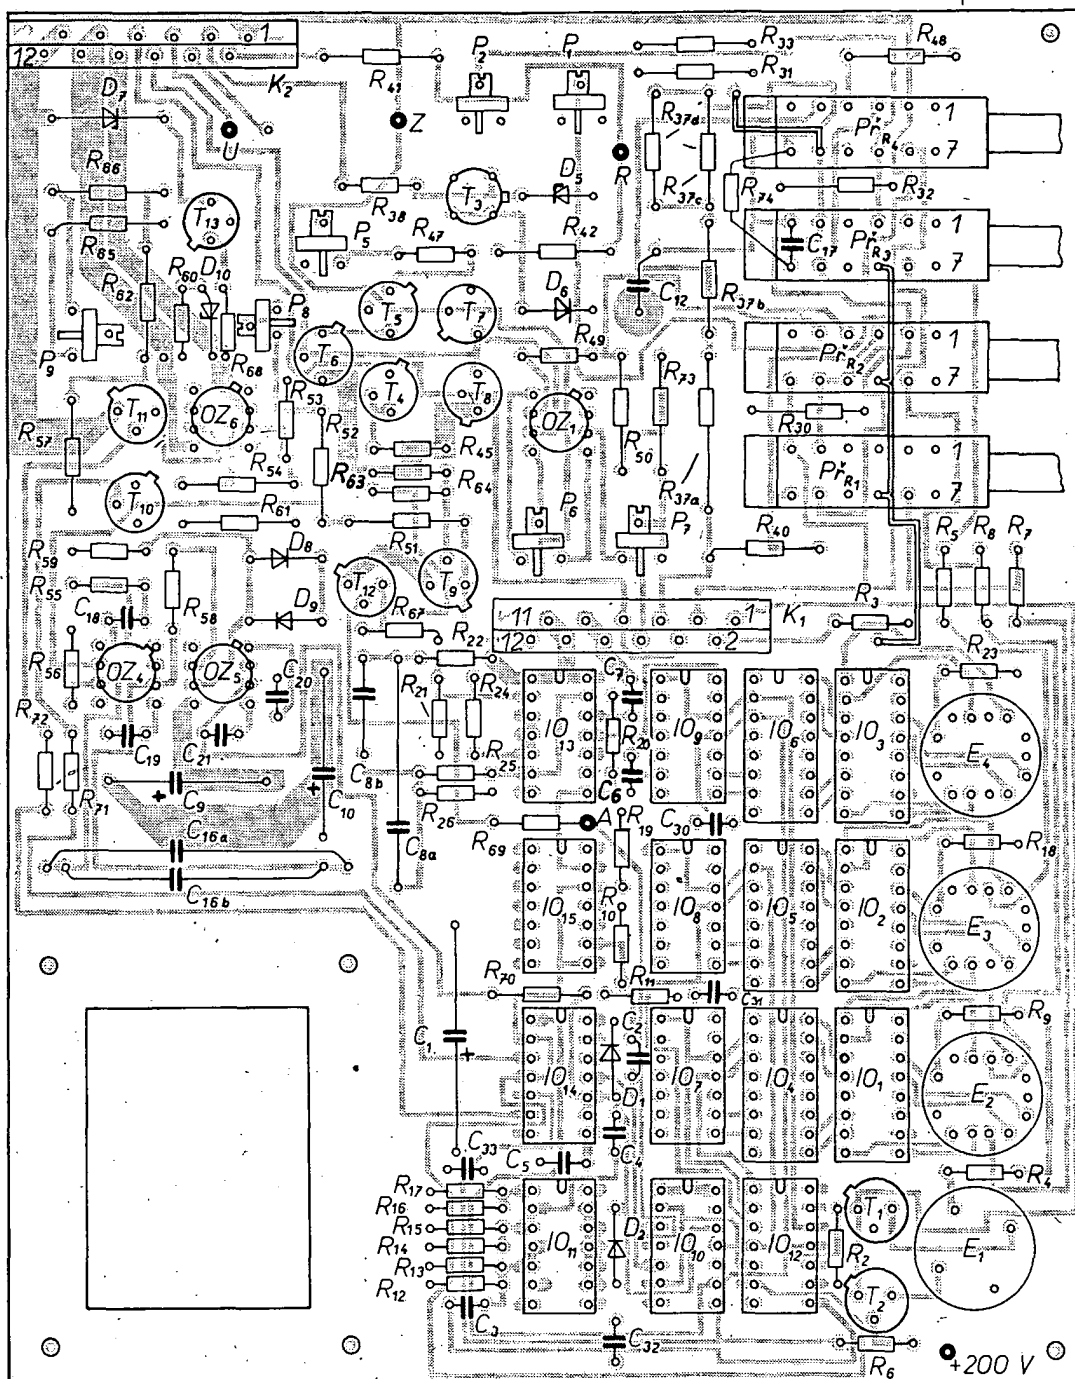 1
12
K2
D7
R41
P2
P1
R33
R31
R48
U
Z
R
R37d
PřR4
1
7
R66
T13
R38
T3
D5
R37c
R74
R32
R65
P5
R47
R42
C17
PřR3
1
7
R62
R60
D10
P8
T5
T7
D6
C12
R37b
P9
R68
T6
R49
PřR2
1
7
T11
OZ6
R53
T4
T8
OZ1
R73
R30
R57
R52
R50
R54
R63
R45
R64
R37a
PřR1
1
7
T10
R61
P6
P7
R59
D8
R51
R40
R5
R8
R7
R55
C18
R58
D9
T12
T9
R67
11
1
K1
12
2
R3
R56
OZ4
OZ5
C20
R22
R23
R72
R21
R24
C7
IO13
R20
IO9
IO6
IO3
E4
C19
C21
R25
C6
R71
C9
C10
C8b
R26
C8a
C16a
R69
A
R19
C30
R18
C16b
IO15
R10
IO8
IO5
IO2
E3
R70
R11
C31
C1
C2
R9
IO14
D1
IO7
IO4
IO1
E2
C33
C5
C4
R4
R17
R16
R15
R14
R13
R12
IO11
D2
IO10
IO12
T1
R2
E1
T2
C3
C32
R6
+200 V